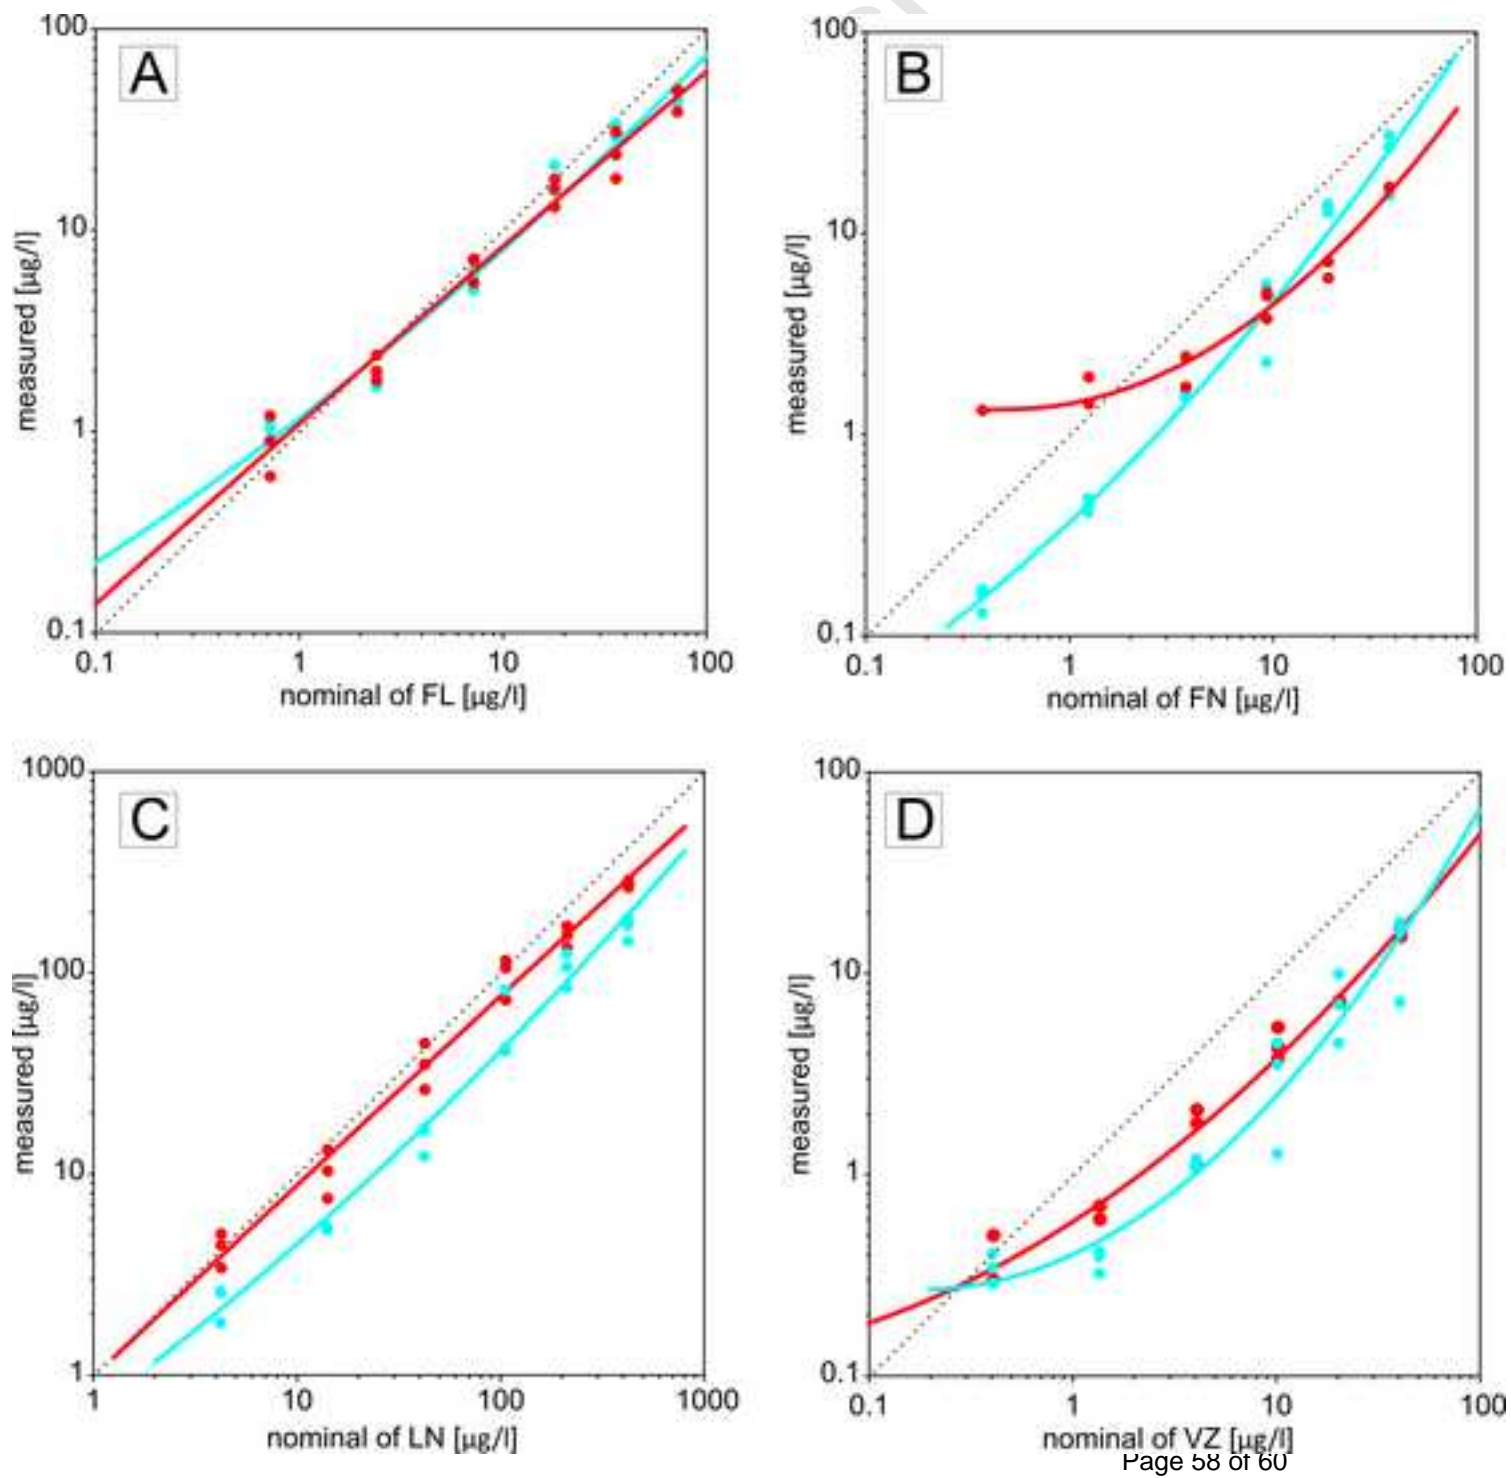 A
100
10
1
0.1
measured [µg/l]
0.1 1 10 100
nominal of FL [µg/l]
B
100
10
1
0.1
measured [µg/l]
0.1 1 10 100
nominal of FN [µg/l]
C
1000
100
10
1
measured [µg/l]
1 10 100 1000
nominal of LN [µg/l]
D
100
10
1
0.1
measured [µg/l]
0.1 1 10 100
nominal of VZ [µg/l]
Page 58 of 60